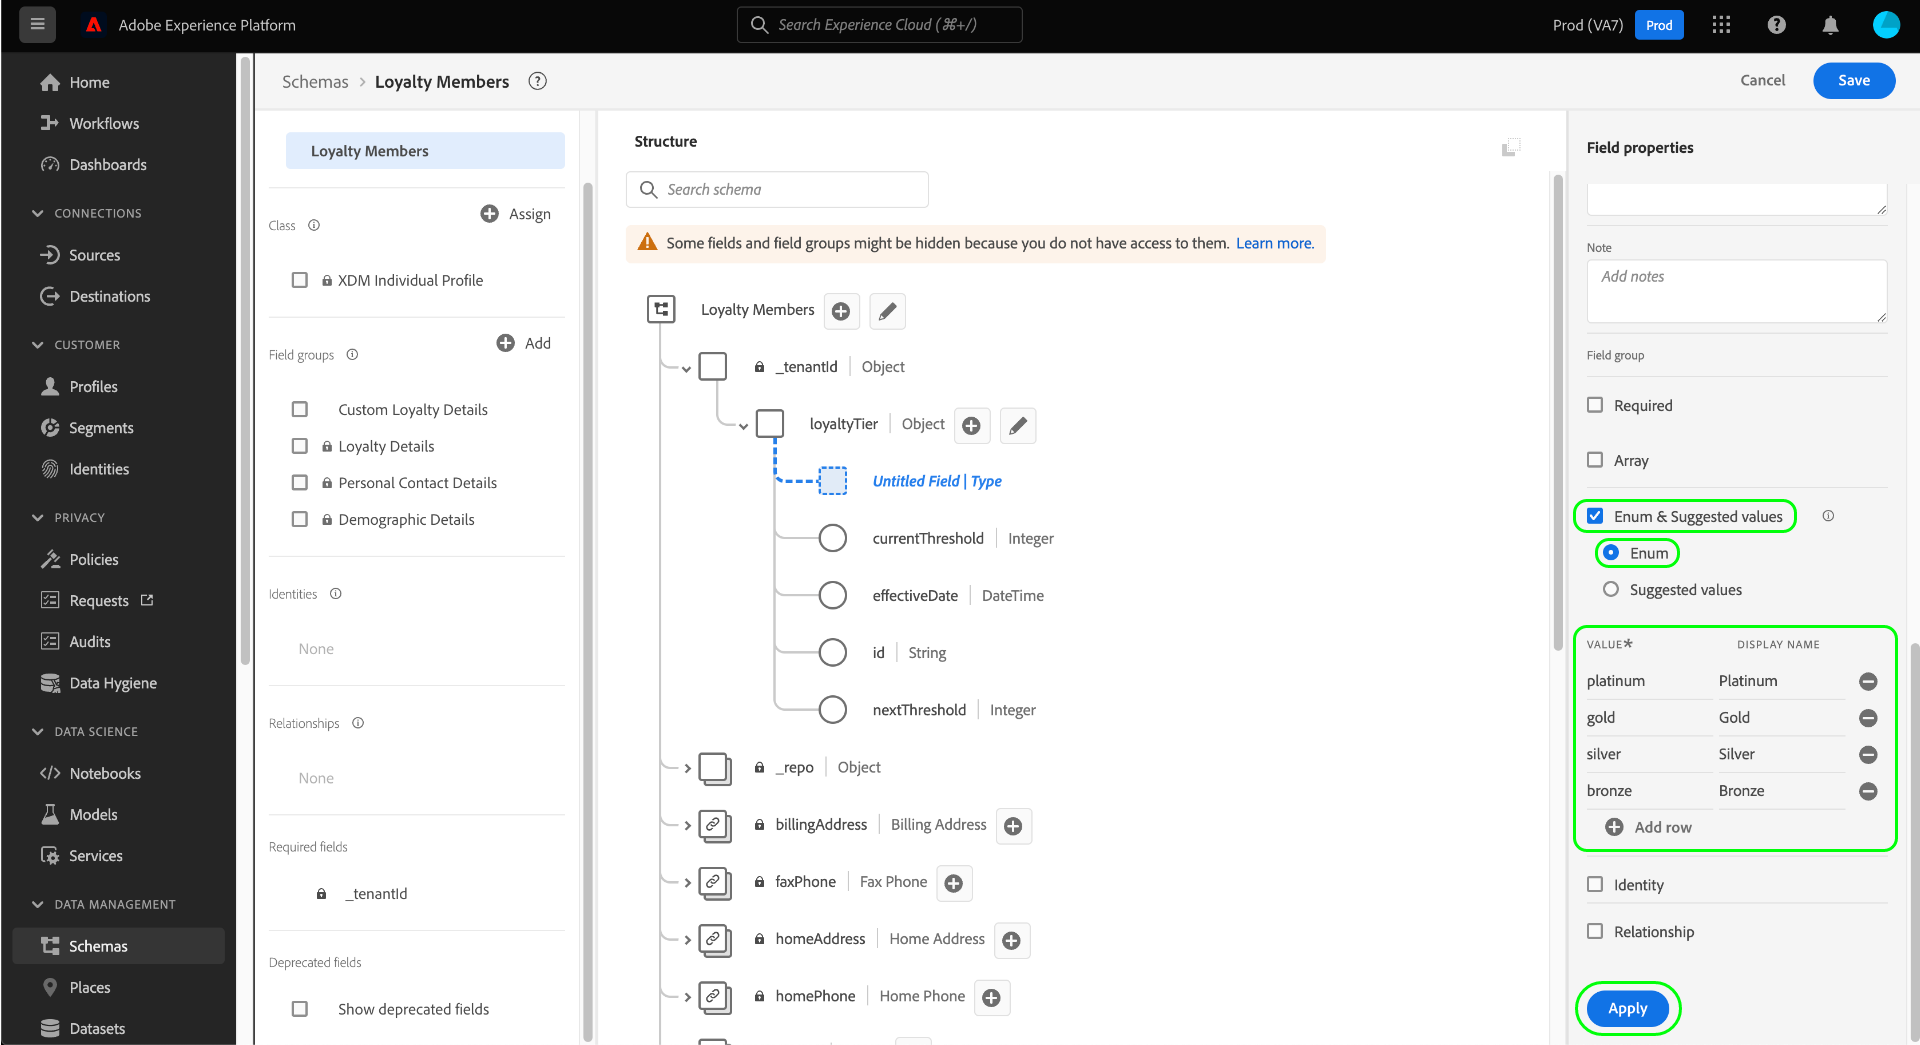 Adobe Experience Platform
Search Experience Cloud (⌘+/)
Prod (VA7)
Prod
Home
Workflows
Dashboards
CONNECTIONS
Sources
Destinations
CUSTOMER
Profiles
Segments
Identities
PRIVACY
Policies
Requests
Audits
Data Hygiene
DATA SCIENCE
Notebooks
Models
Services
DATA MANAGEMENT
Schemas
Places
Datasets
Schemas > Loyalty Members
Cancel
Save
Loyalty Members
Class
Assign
XDM Individual Profile
Field groups
Add
Custom Loyalty Details
Loyalty Details
Personal Contact Details
Demographic Details
Identities
None
Relationships
None
Required fields
_tenantId
Deprecated fields
Show deprecated fields
Structure
Search schema
Some fields and field groups might be hidden because you do not have access to them. Learn more.
Loyalty Members
_tenantId | Object
loyaltyTier | Object
Untitled Field | Type
currentThreshold | Integer
effectiveDate | DateTime
id | String
nextThreshold | Integer
_repo | Object
billingAddress | Billing Address
faxPhone | Fax Phone
homeAddress | Home Address
homePhone | Home Phone
Field properties
Note
Add notes
Field group
Required
Array
Enum & Suggested values
Enum
Suggested values
VALUE* DISPLAY NAME
platinum Platinum
gold Gold
silver Silver
bronze Bronze
Add row
Identity
Relationship
Apply